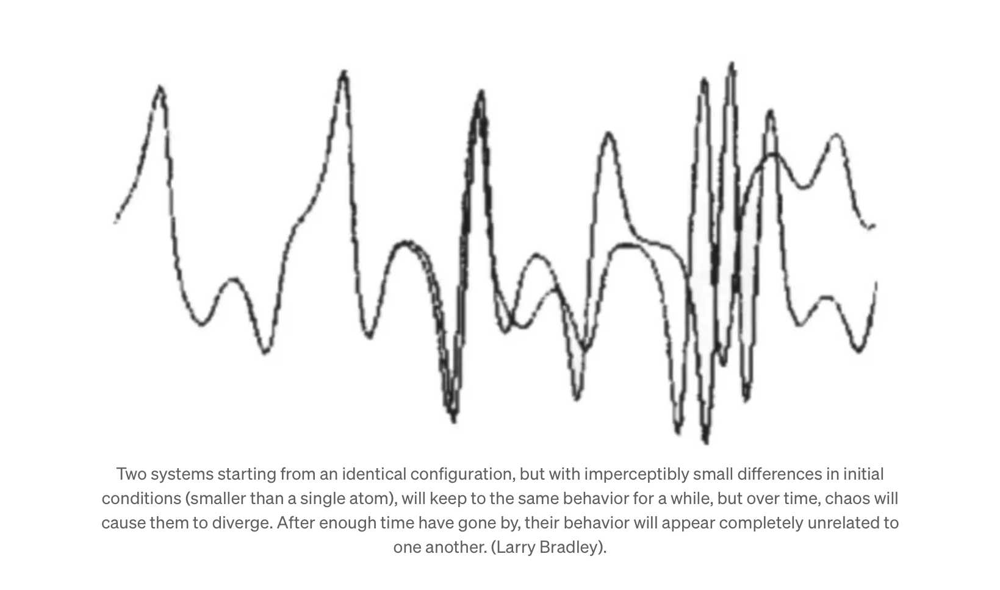 Two systems starting from an identical configuration, but with imperceptibly small differences in initial
conditions (smaller than a single atom), will keep to the same behavior for a while, but over time, chaos will
cause them to diverge. After enough time have gone by, their behavior will appear completely unrelated to
one another. (Larry Bradley).